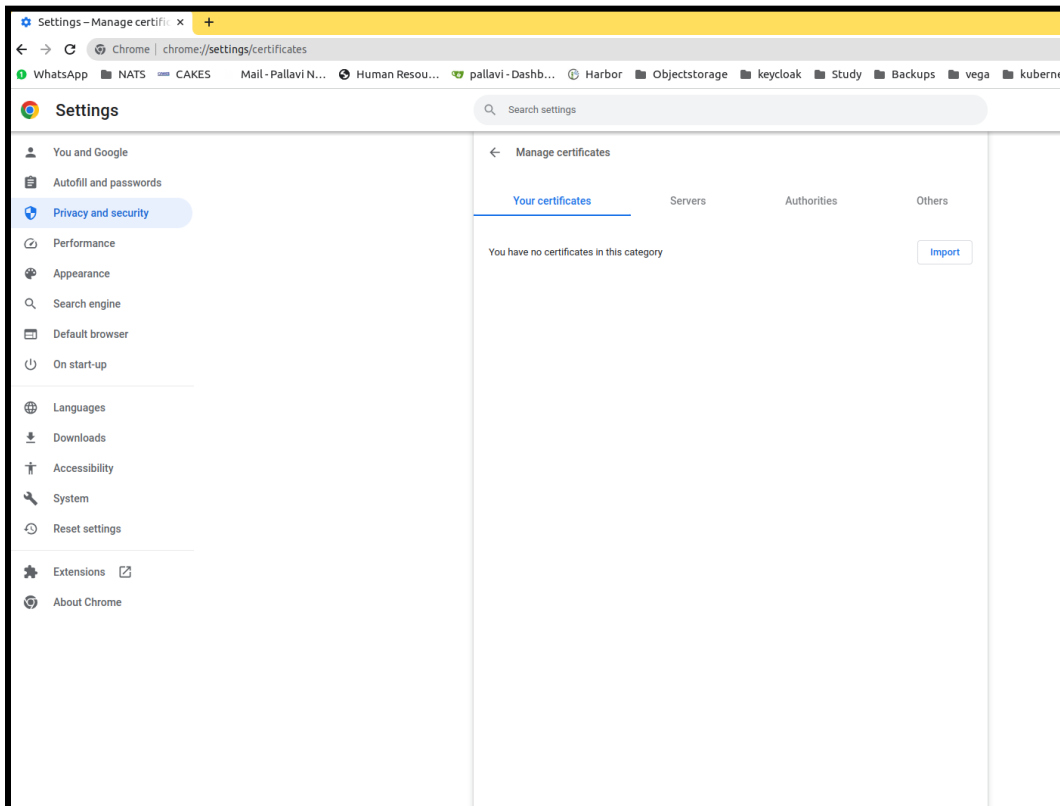 Settings – Manage certific
Chrome | chrome://settings/certificates
WhatsApp NATS CAKES Mail - Pallavi N... Human Resou... pallavi - Dashb... Harbor Objectstorage keycloak Study Backups vega kuberne
Settings
Search settings
You and Google
Autofill and passwords
Privacy and security
Performance
Appearance
Search engine
Default browser
On start-up
Languages
Downloads
Accessibility
System
Reset settings
Extensions
About Chrome
Manage certificates
Your certificates Servers Authorities Others
You have no certificates in this category
Import